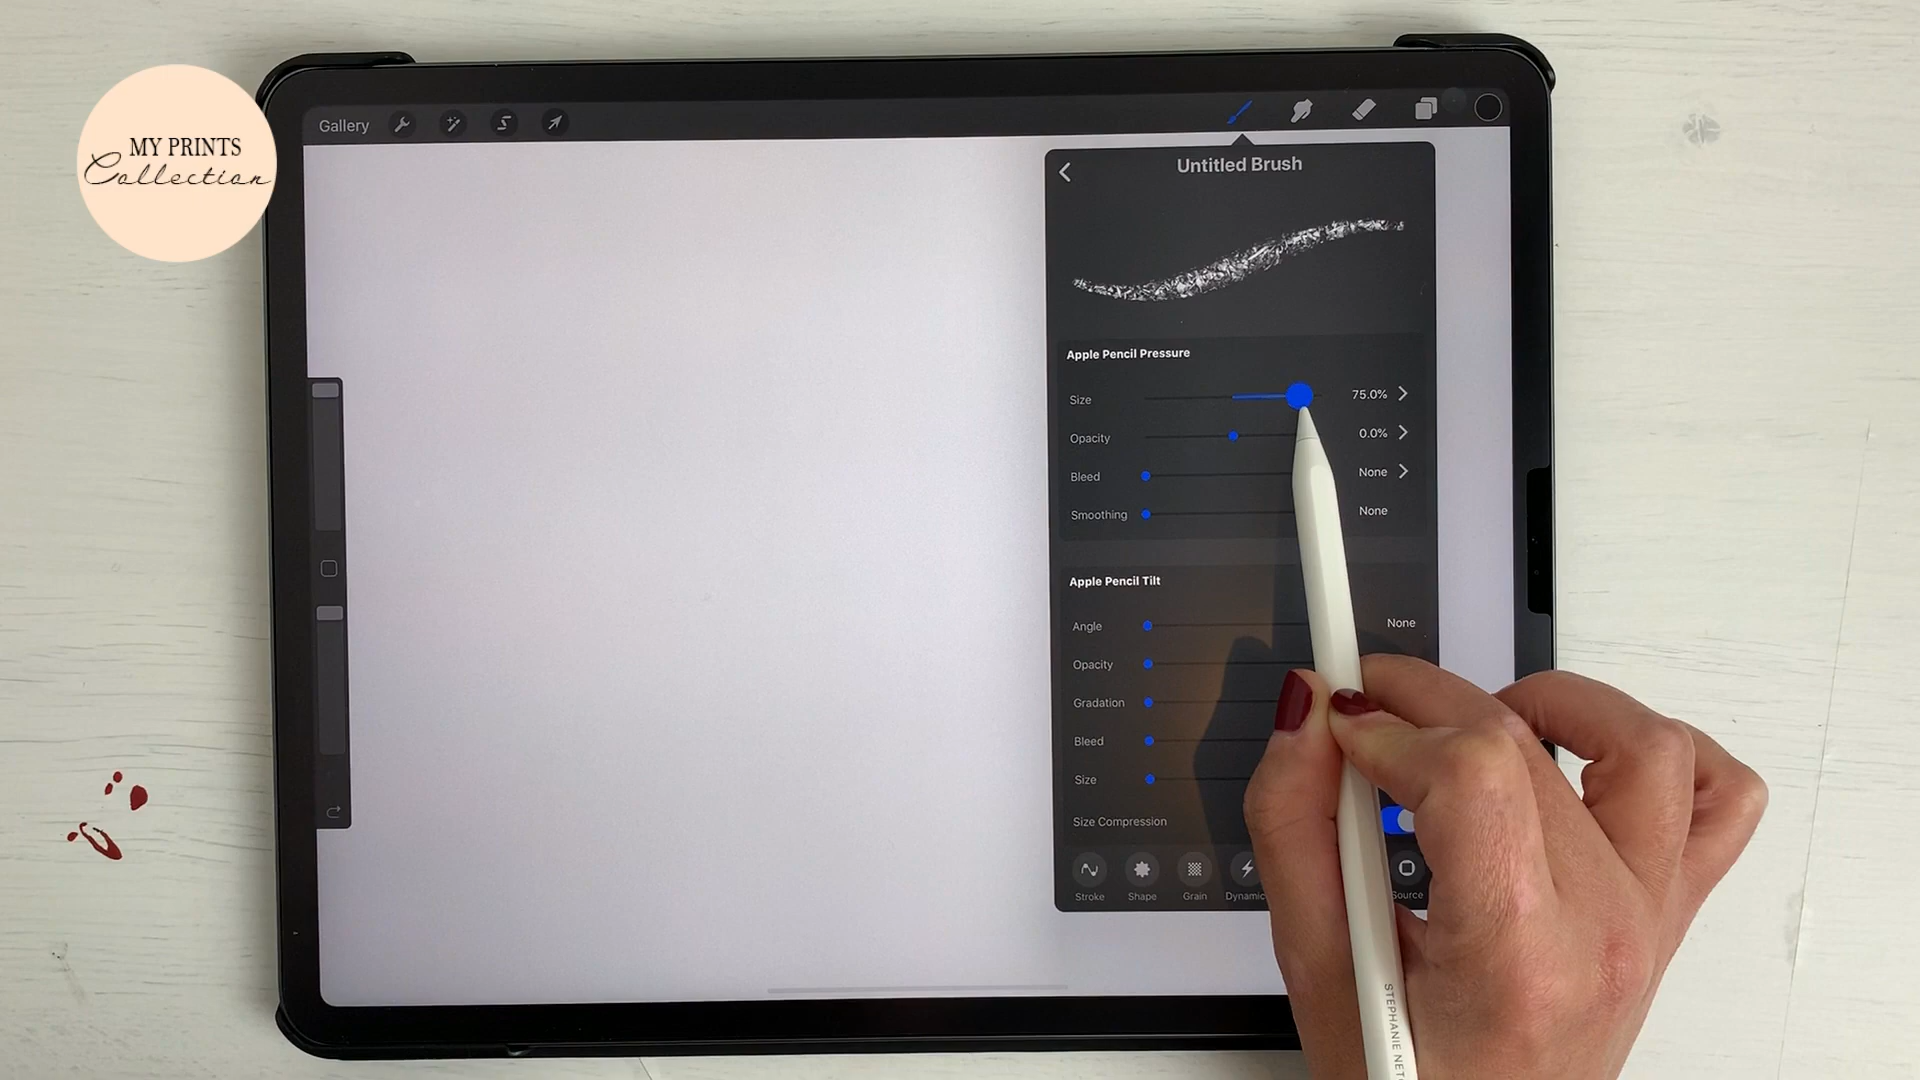 MY PRINTS
Collection
Gallery
Untitled Brush
Apple Pencil Pressure
Size 75.0%
Opacity 0.0%
Bleed None
Smoothing None
Apple Pencil Tilt
Angle None
Opacity
Gradation
Bleed
Size
Size Compression
Stroke Shape Grain Dynamic Source
STEPHANIE